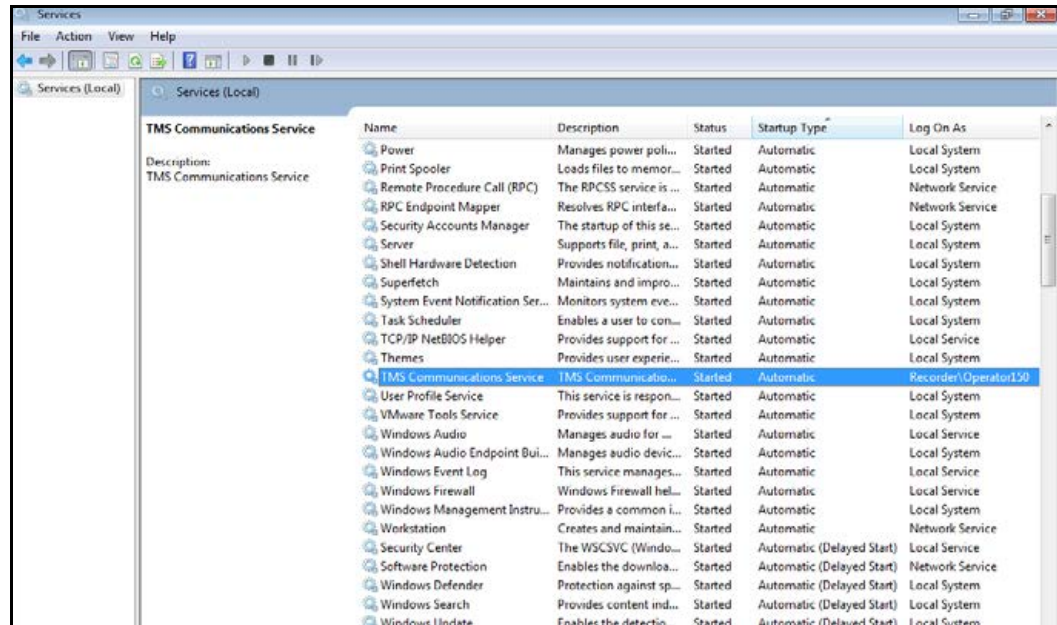 Services
File Action View Help
Services (Local)
Services (Local)
TMS Communications Service
Description:
TMS Communications Service
Name Description Status Startup Type Log On As
Power Manages power poli... Started Automatic Local System
Print Spooler Loads files to memor... Started Automatic Local System
Remote Procedure Call (RPC) The RPCSS service is ... Started Automatic Network Service
RPC Endpoint Mapper Resolves RPC interfa... Started Automatic Network Service
Security Accounts Manager The startup of this se... Started Automatic Local System
Server Supports file, print, a... Started Automatic Local System
Shell Hardware Detection Provides notification... Started Automatic Local System
Superfetch Maintains and impro... Started Automatic Local System
System Event Notification Ser... Monitors system eve... Started Automatic Local System
Task Scheduler Enables a user to con... Started Automatic Local System
TCP/IP NetBIOS Helper Provides support for ... Started Automatic Local Service
Themes Provides user experie... Started Automatic Local System
TMS Communications Service TMS Communicatio... Started Automatic Recorder\Operator150
User Profile Service This service is respon... Started Automatic Local System
VMware Tools Service Provides support for ... Started Automatic Local System
Windows Audio Manages audio for ... Started Automatic Local Service
Windows Audio Endpoint Bui... Manages audio devic... Started Automatic Local System
Windows Event Log This service manages... Started Automatic Local Service
Windows Firewall Windows Firewall hel... Started Automatic Local Service
Windows Management Instru... Provides a common i... Started Automatic Local System
Workstation Creates and maintain... Started Automatic Network Service
Security Center The WSCSVC (Windo... Started Automatic (Delayed Start) Local Service
Software Protection Enables the downloa... Started Automatic (Delayed Start) Network Service
Windows Defender Protection against sp... Started Automatic (Delayed Start) Local System
Windows Search Provides content ind... Started Automatic (Delayed Start) Local System
Windows Update Enables the detectio... Started Automatic (Delayed Start) Local System